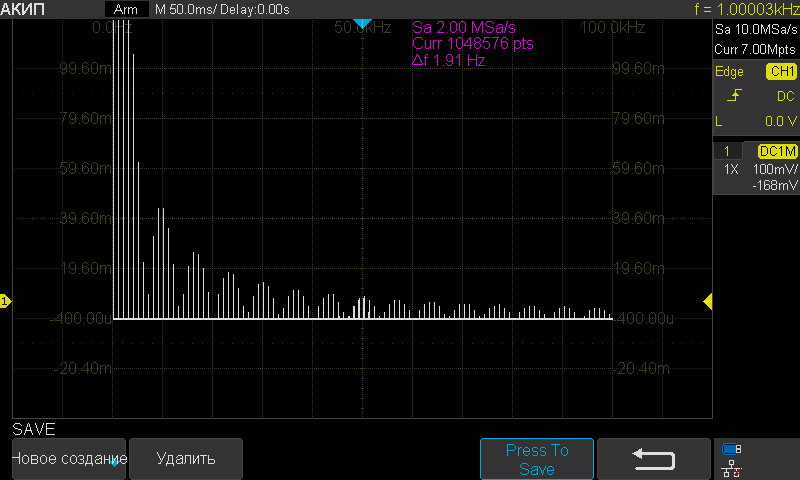 АКИП Arm M 50.0ms/ Delay:0.00s f = 1.00003kHz
0.0Hz 50.0kHz 100.0kHz
Sa 2.00 MSa/s
Curr 1048576 pts
Δf 1.91 Hz
Sa 10.0MSa/s
Curr 7.00Mpts
Edge CH1
DC
L 0.0 V
1 DC1M
1X 100mV/
-168mV
99.60m 99.60m
79.60m 79.60m
59.60m 59.60m
39.60m 39.60m
19.60m 19.60m
1
-400.00u -400.00u
-20.40m -20.40m
SAVE
Новое создание Удалить Press To
Save